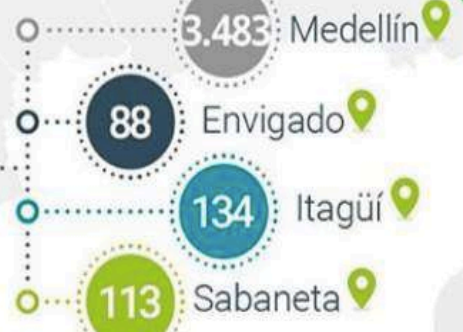 3.483 Medellín
88 Envigado
134 Itagüí
113 Sabaneta